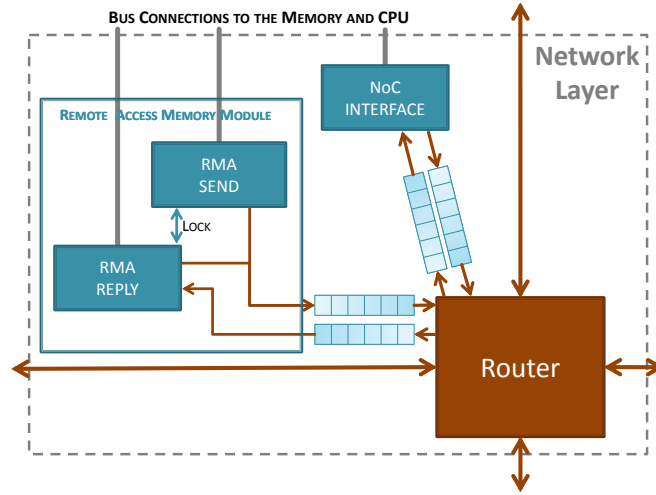 BUS CONNECTIONS TO THE MEMORY AND CPU
Network
Layer
NoC
INTERFACE
REMOTE ACCESS MEMORY MODULE
RMA
SEND
LOCK
RMA
REPLY
Router